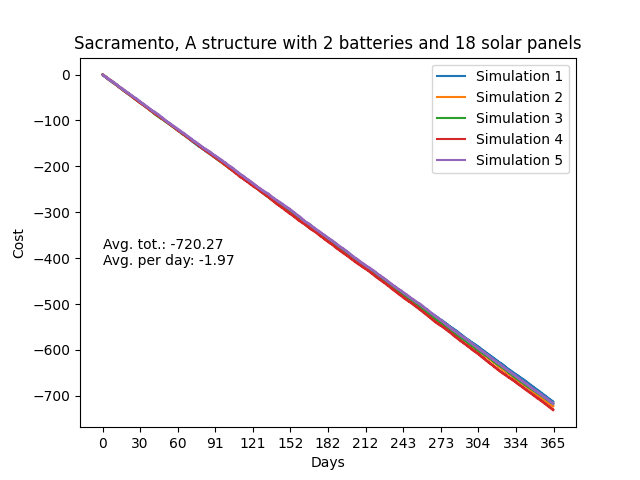 Sacramento, A structure with 2 batteries and 18 solar panels
Simulation 1
Simulation 2
Simulation 3
Simulation 4
Simulation 5
0
−100
−200
−300
−400
−500
−600
−700
Cost
Avg. tot.: -720.27
Avg. per day: -1.97
0 30 60 91 121 152 182 212 243 273 304 334 365
Days